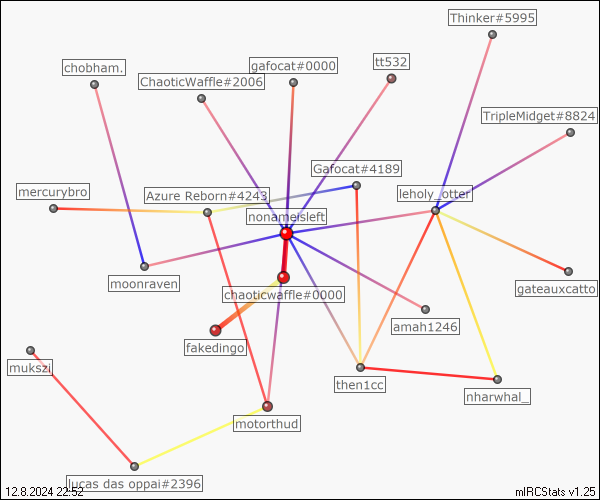 Thinker#5995
chobham.
gafocat#0000
tt532
ChaoticWaffle#2006
TripleMidget#8824
Gafocat#4189
mercurybro
Azure Reborn#4243
leholy_otter
nonameisleft
moonraven
chaoticwaffle#0000
gateauxcatto
amah1246
fakedingo
mukszi
then1cc
nharwhal_
motorthud
lucas das oppai#2396
12.8.2024 22:52
mIRCStats v1.25